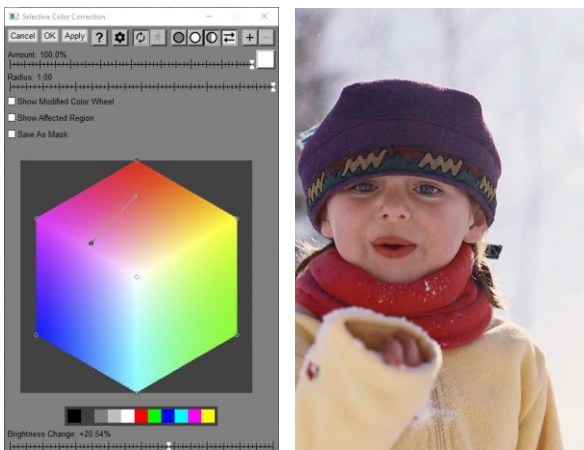 Selective Color Correction
Cancel OK Apply ?
Amount: 100.0%
Radius: 1.00
Show Modified Color Wheel
Show Affected Region
Save As Mask
Brightness Change: +20.54%